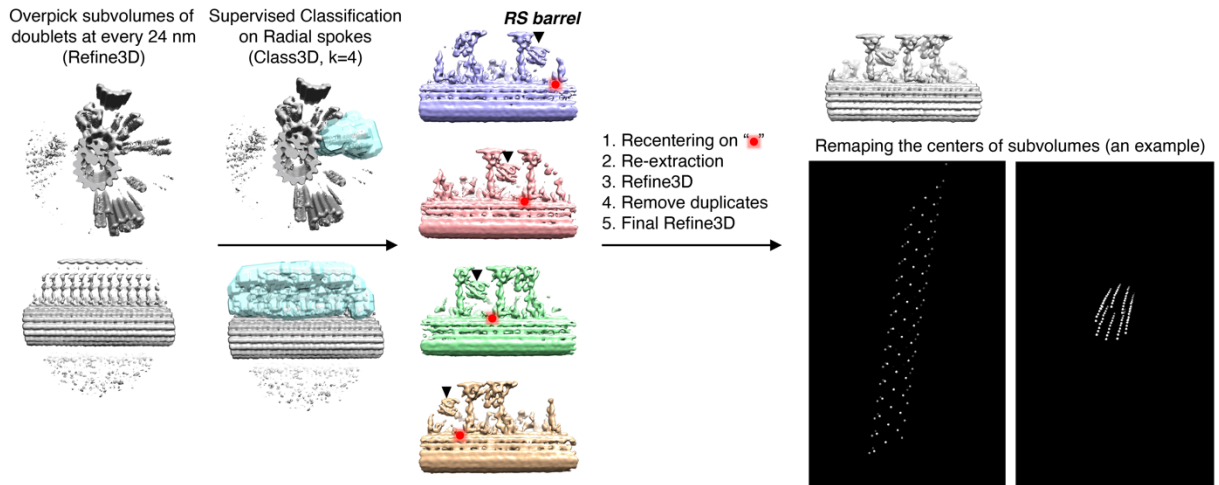 Overpick subvolumes of
doublets at every 24 nm
(Refine3D)
Supervised Classification
on Radial spokes
(Class3D, k=4)
RS barrel
1. Recentering on “ ”
2. Re-extraction
3. Refine3D
4. Remove duplicates
5. Final Refine3D
Remaping the centers of subvolumes (an example)